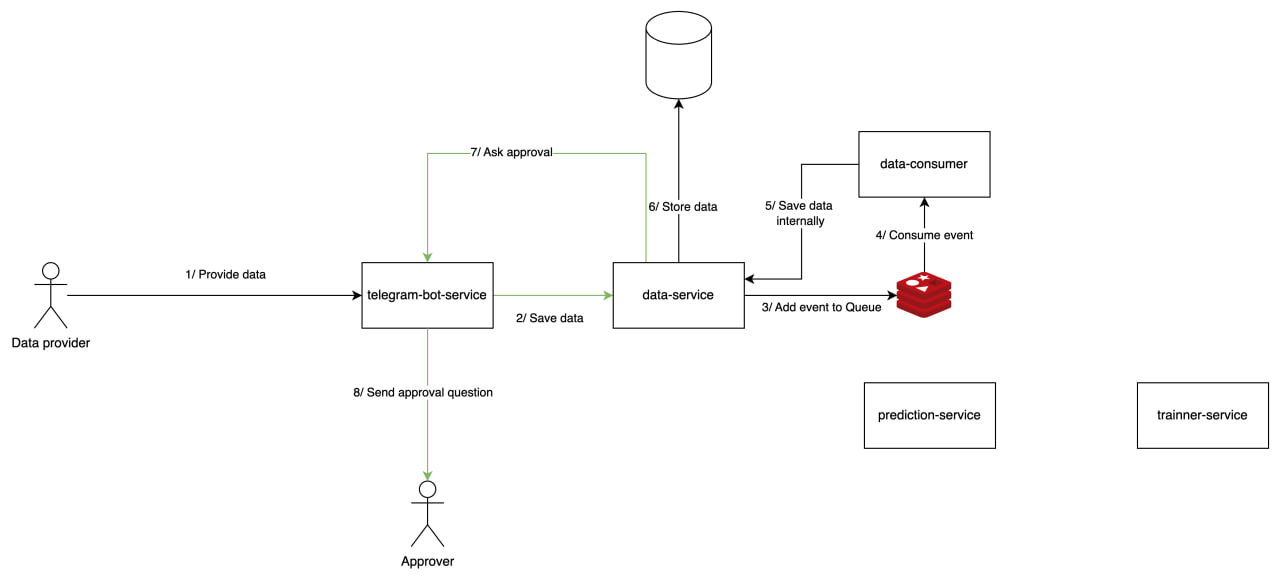 data-consumer
7/ Ask approval
6/ Store data
5/ Save data
internally
4/ Consume event
1/ Provide data
telegram-bot-service
data-service
2/ Save data
3/ Add event to Queue
Data provider
8/ Send approval question
prediction-service
trainner-service
Approver